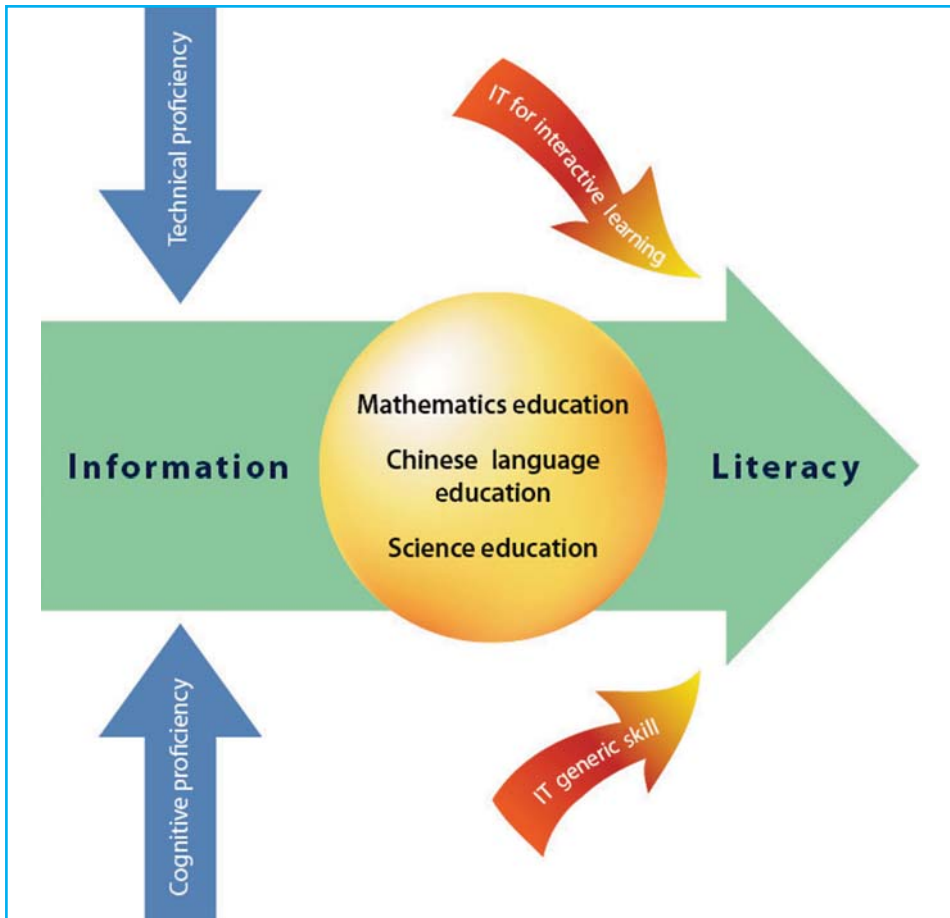 Technical proficiency
IT for interactive learning
Mathematics education
Chinese language
education
Science education
Information
Literacy
Cognitive proficiency
IT generic skill